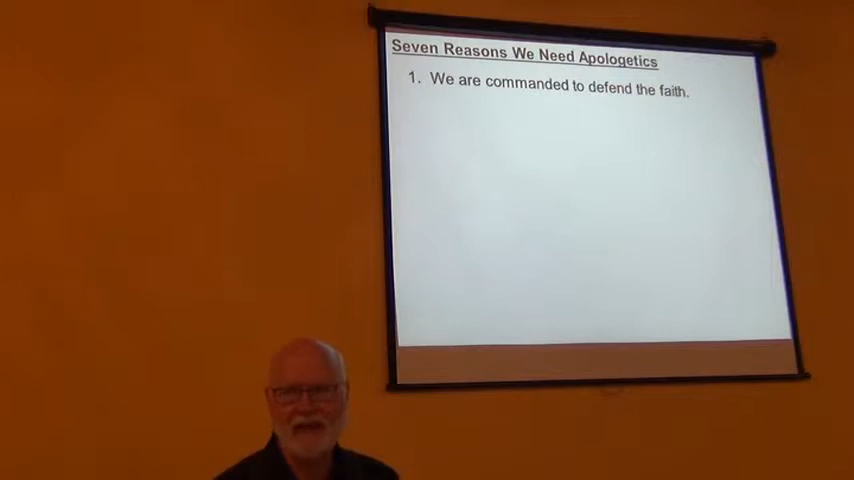 Seven Reasons We Need Apologetics
1. We are commanded to defend the faith.